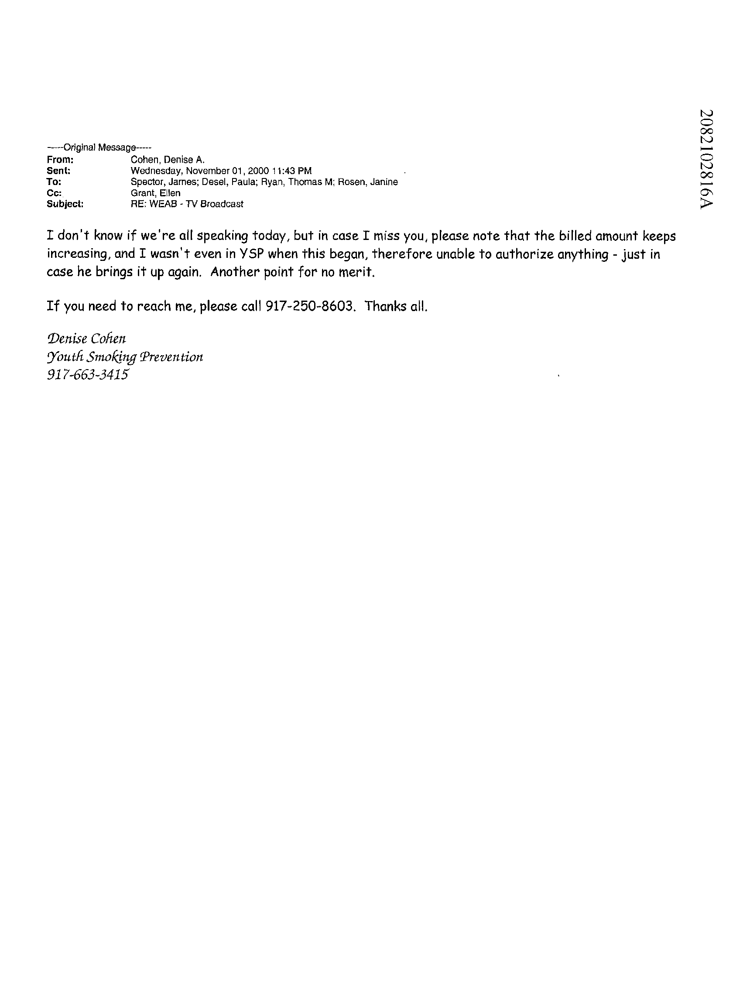 -----Original Message-----
From: Cohen, Denise A.
Sent: Wednesday, November 01, 2000 11:43 PM
To: Spector, James; Desel, Paula; Ryan, Thomas M; Rosen, Janine
Cc: Grant, Ellen
Subject: RE: WEAB - TV Broadcast
I don't know if we're all speaking today, but in case I miss you, please note that the billed amount keeps
increasing, and I wasn't even in YSP when this began, therefore unable to authorize anything - just in
case he brings it up again. Another point for no merit.
If you need to reach me, please call 917-250-8603. Thanks all.
Denise Cohen
Youth Smoking Prevention
917-663-3415
2082102816A